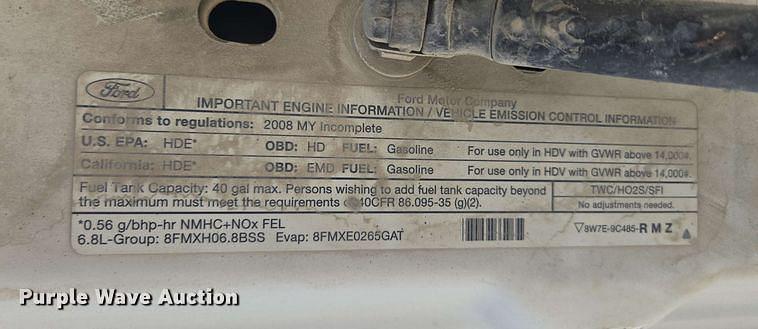 Ford
Ford Motor Company
IMPORTANT ENGINE INFORMATION / VEHICLE EMISSION CONTROL INFORMATION
Conforms to regulations: 2008 MY Incomplete
U.S. EPA: HDE* OBD: HD FUEL: Gasoline For use only in HDV with GVWR above 14,000#.
California: HDE* OBD: EMD FUEL: Gasoline For use only in HDV with GVWR above 14,000#.
Fuel Tank Capacity: 40 gal max. Persons wishing to add fuel tank capacity beyond
the maximum must meet the requirements 40CFR 86.095-35 (g)(2).
TWC/HO2S/SFI
No adjustments needed.
*0.56 g/bhp-hr NMHC+NOx FEL
6.8L-Group: 8FMXH06.8BSS Evap: 8FMXE0265GAT
8W7E-9C485-RMZ
Purple Wave Auction